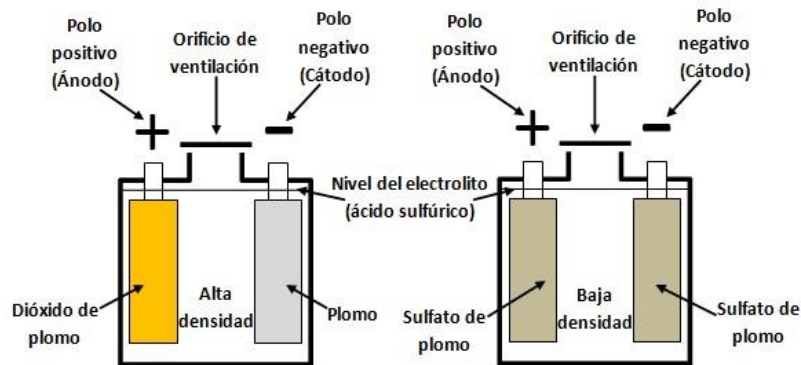 Polo
positivo
(Ánodo)
Orificio de
ventilación
Polo
negativo
(Cátodo)
+
-
Polo
positivo
(Ánodo)
Orificio de
ventilación
Polo
negativo
(Cátodo)
+
-
Nivel del electrolito
(ácido sulfúrico)
Dióxido de
plomo
Alta
densidad
Plomo
Sulfato de
plomo
Baja
densidad
Sulfato de
plomo